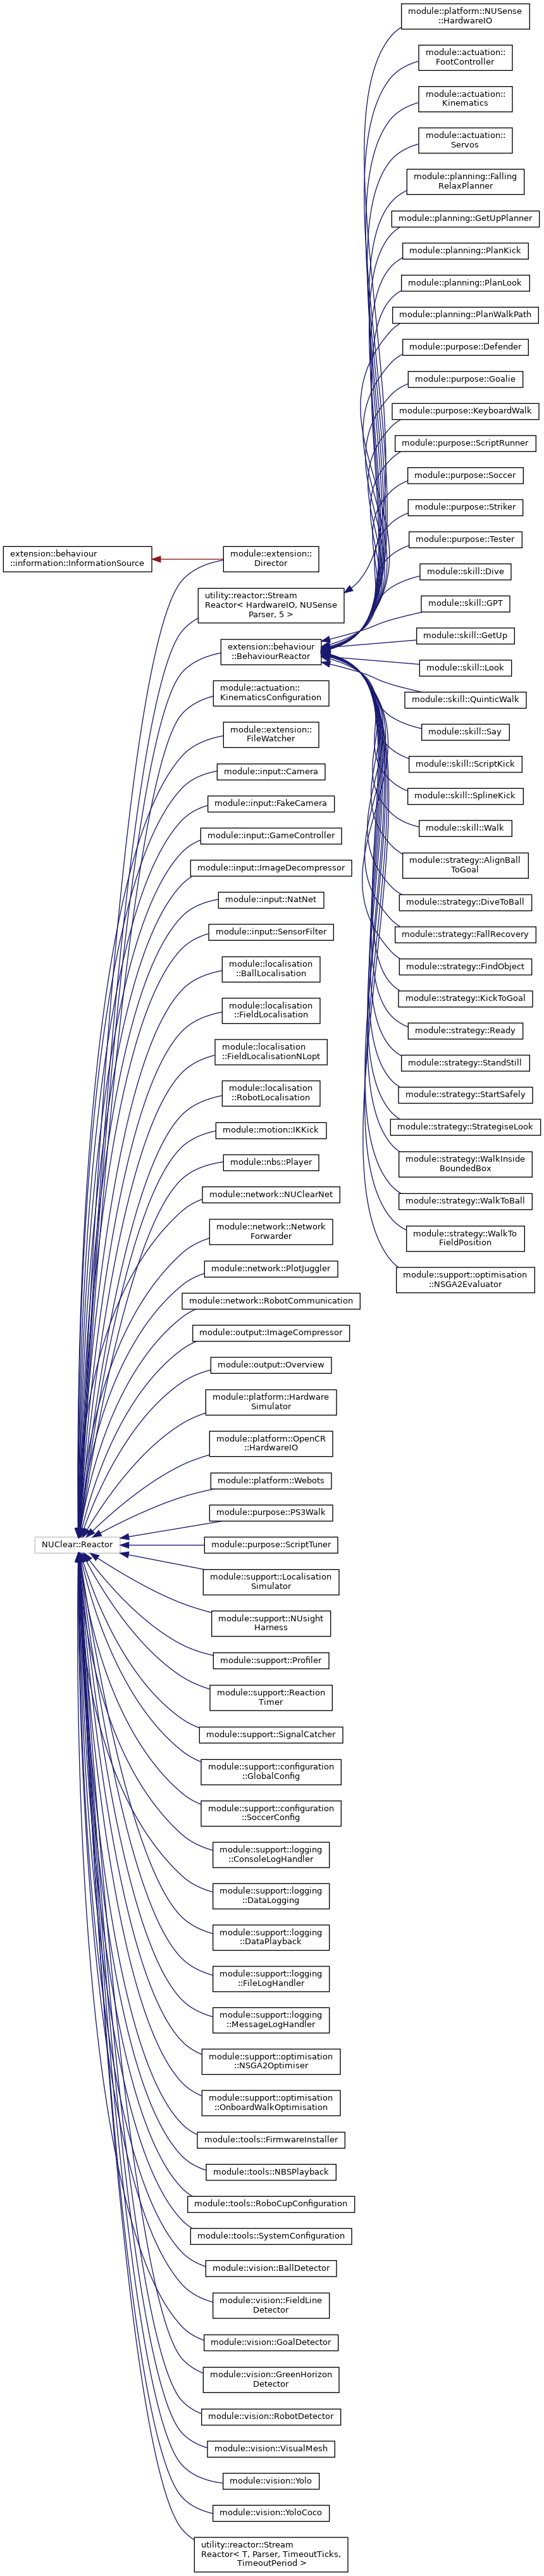 module::platform::NUSense
::HardwareIO
module::actuation::
FootController
module::actuation::
Kinematics
module::actuation::
Servos
module::planning::Falling
RelaxPlanner
module::planning::GetUpPlanner
module::planning::PlanKick
module::planning::PlanLook
module::planning::PlanWalkPath
module::purpose::Defender
module::purpose::Goalie
module::purpose::KeyboardWalk
module::purpose::ScriptRunner
module::purpose::Soccer
module::purpose::Striker
module::purpose::Tester
module::skill::Dive
module::skill::GPT
module::skill::GetUp
module::skill::Look
module::skill::QuinticWalk
module::skill::Say
module::skill::ScriptKick
module::skill::SplineKick
module::skill::Walk
module::strategy::AlignBall
ToGoal
module::strategy::DiveToBall
module::strategy::FallRecovery
module::strategy::FindObject
module::strategy::KickToGoal
module::strategy::Ready
module::strategy::StandStill
module::strategy::StartSafely
module::strategy::StrategiseLook
module::strategy::WalkInside
BoundedBox
module::strategy::WalkToBall
module::strategy::WalkTo
FieldPosition
module::support::optimisation
::NSGA2Evaluator
extension::behaviour
::information::InformationSource
module::extension::
Director
utility::reactor::Stream
Reactor< HardwareIO, NUSense
Parser, 5 >
extension::behaviour
::BehaviourReactor
module::actuation::
KinematicsConfiguration
module::extension::
FileWatcher
module::input::Camera
module::input::FakeCamera
module::input::GameController
module::input::ImageDecompressor
module::input::NatNet
module::input::SensorFilter
module::localisation
::BallLocalisation
module::localisation
::FieldLocalisation
module::localisation
::FieldLocalisationNLopt
module::localisation
::RobotLocalisation
module::motion::IKKick
module::nbs::Player
module::network::NUClearNet
module::network::Network
Forwarder
module::network::PlotJuggler
module::network::RobotCommunication
module::output::ImageCompressor
module::output::Overview
module::platform::Hardware
Simulator
module::platform::OpenCR
::HardwareIO
module::platform::Webots
module::purpose::PS3Walk
NUClear::Reactor
module::purpose::ScriptTuner
module::support::Localisation
Simulator
module::support::NUsight
Harness
module::support::Profiler
module::support::Reaction
Timer
module::support::SignalCatcher
module::support::configuration
::GlobalConfig
module::support::configuration
::SoccerConfig
module::support::logging
::ConsoleLogHandler
module::support::logging
::DataLogging
module::support::logging
::DataPlayback
module::support::logging
::FileLogHandler
module::support::logging
::MessageLogHandler
module::support::optimisation
::NSGA2Optimiser
module::support::optimisation
::OnboardWalkOptimisation
module::tools::FirmwareInstaller
module::tools::NBSPlayback
module::tools::RoboCupConfiguration
module::tools::SystemConfiguration
module::vision::BallDetector
module::vision::FieldLine
Detector
module::vision::GoalDetector
module::vision::GreenHorizon
Detector
module::vision::RobotDetector
module::vision::VisualMesh
module::vision::Yolo
module::vision::YoloCoco
utility::reactor::Stream
Reactor< T, Parser, TimeoutTicks,
TimeoutPeriod >